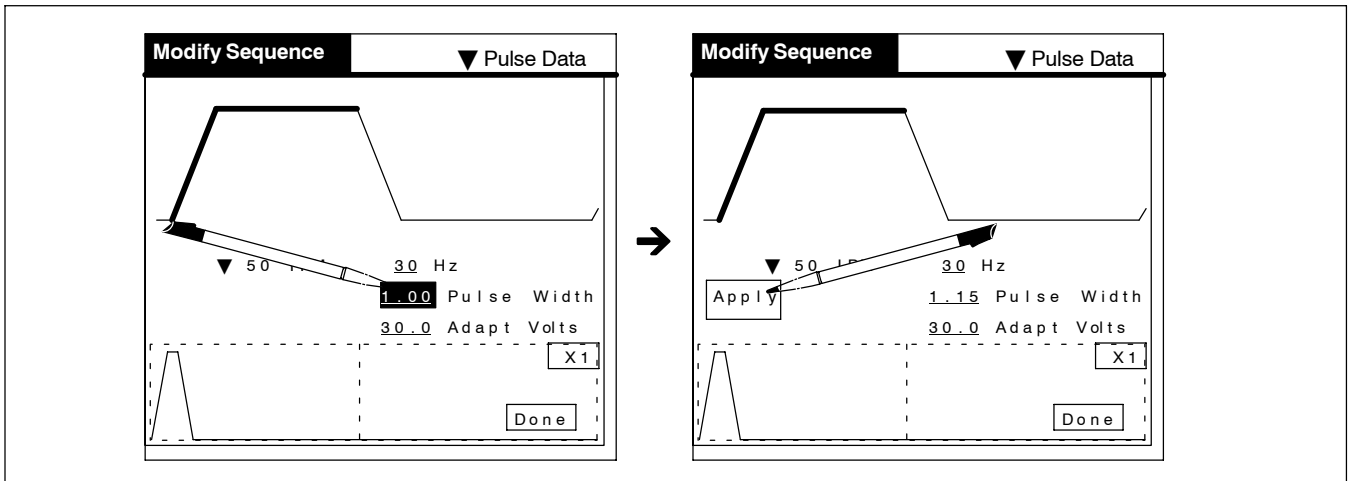 Modify Sequence ▼ Pulse Data
▼ 50 30 Hz
1.00 Pulse Width
30.0 Adapt Volts
X1
Done
➔
Modify Sequence ▼ Pulse Data
▼ 50 30 Hz
Apply 1.15 Pulse Width
30.0 Adapt Volts
X1
Done